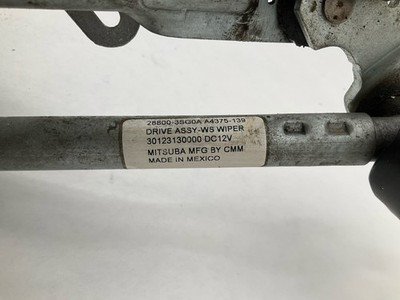 28800-3SG0A A4375-139
DRIVE ASSY-WS WIPER
30123130000 DC12V
MITSUBA MFG BY CMM
MADE IN MEXICO